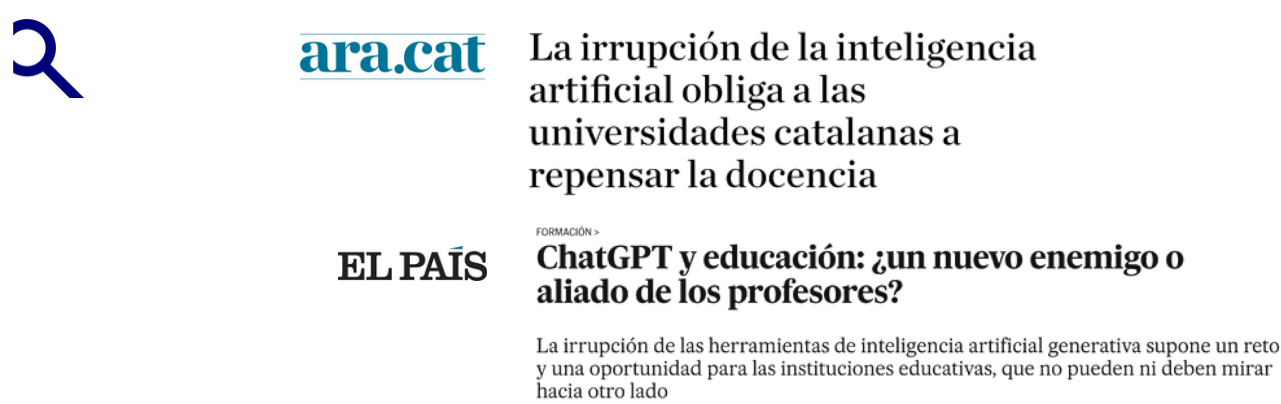 ara.cat
La irrupción de la inteligencia
artificial obliga a las
universidades catalanas a
repensar la docencia
FORMACIÓN >
EL PAÍS
ChatGPT y educación: ¿un nuevo enemigo o
aliado de los profesores?
La irrupción de las herramientas de inteligencia artificial generativa supone un reto
y una oportunidad para las instituciones educativas, que no pueden ni deben mirar
hacia otro lado